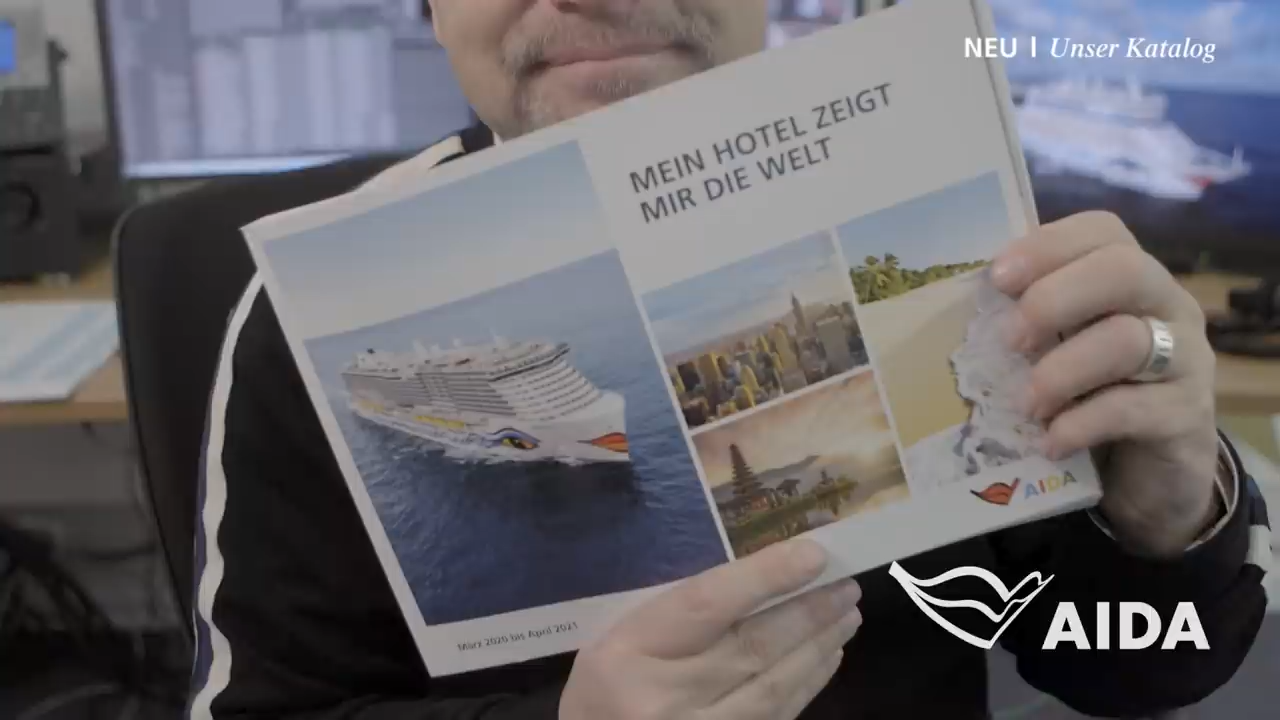 NEU | Unser Katalog
MEIN HOTEL ZEIGT
MIR DIE WELT
AIDA
März 2020 bis April 2021
AIDA